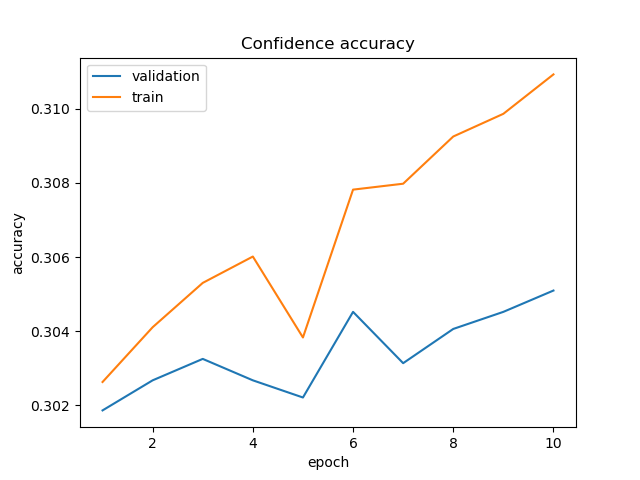 Confidence accuracy
validation
train
accuracy
0.310
0.308
0.306
0.304
0.302
2 4 6 8 10
epoch